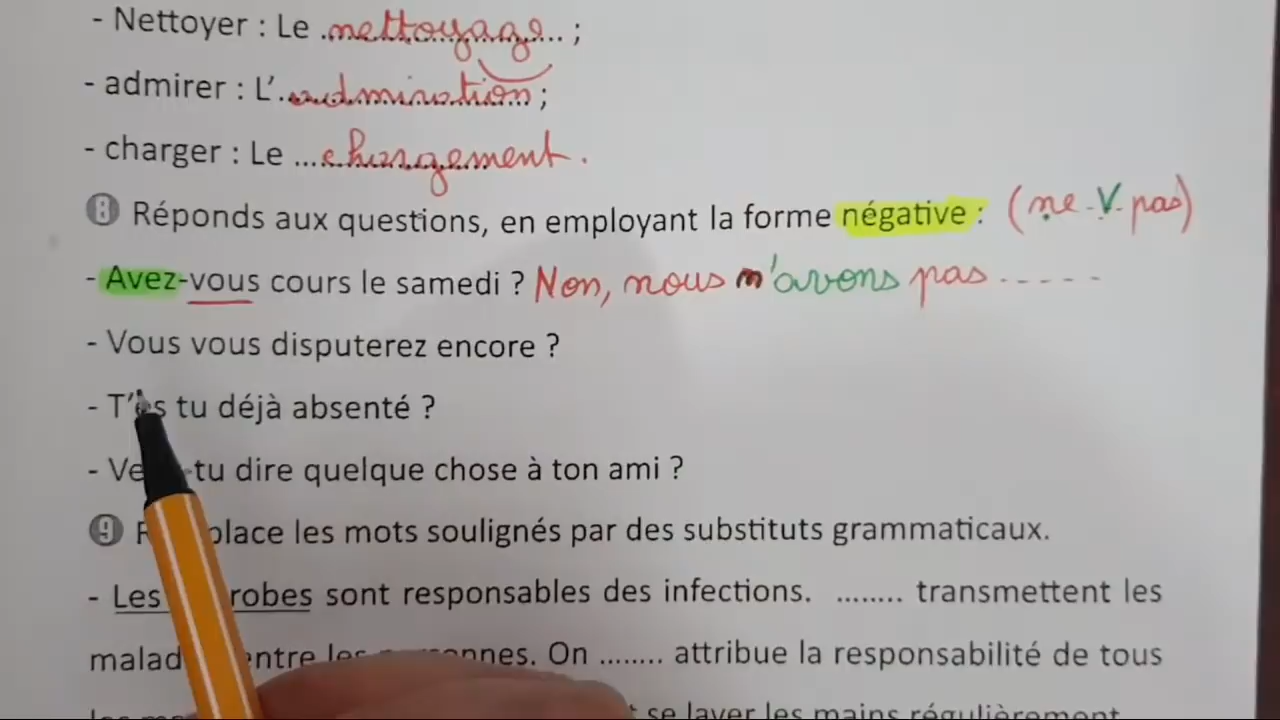 - Nettoyer : Le .nettoyage... ;
- admirer : L'..admiration ;
- charger : Le ...chargement.
8 Réponds aux questions, en employant la forme négative : (ne - V - pas)
- Avez-vous cours le samedi ? Non, nous n'avons pas -----
- Vous vous disputerez encore ?
- T'es tu déjà absenté ?
- tu dire quelque chose à ton ami ?
9 les mots soulignés par des substituts grammaticaux.
- Les sont responsables des infections. ........ transmettent les
entre les On ........ attribue la responsabilité de tous
se laver les mains régulièrement